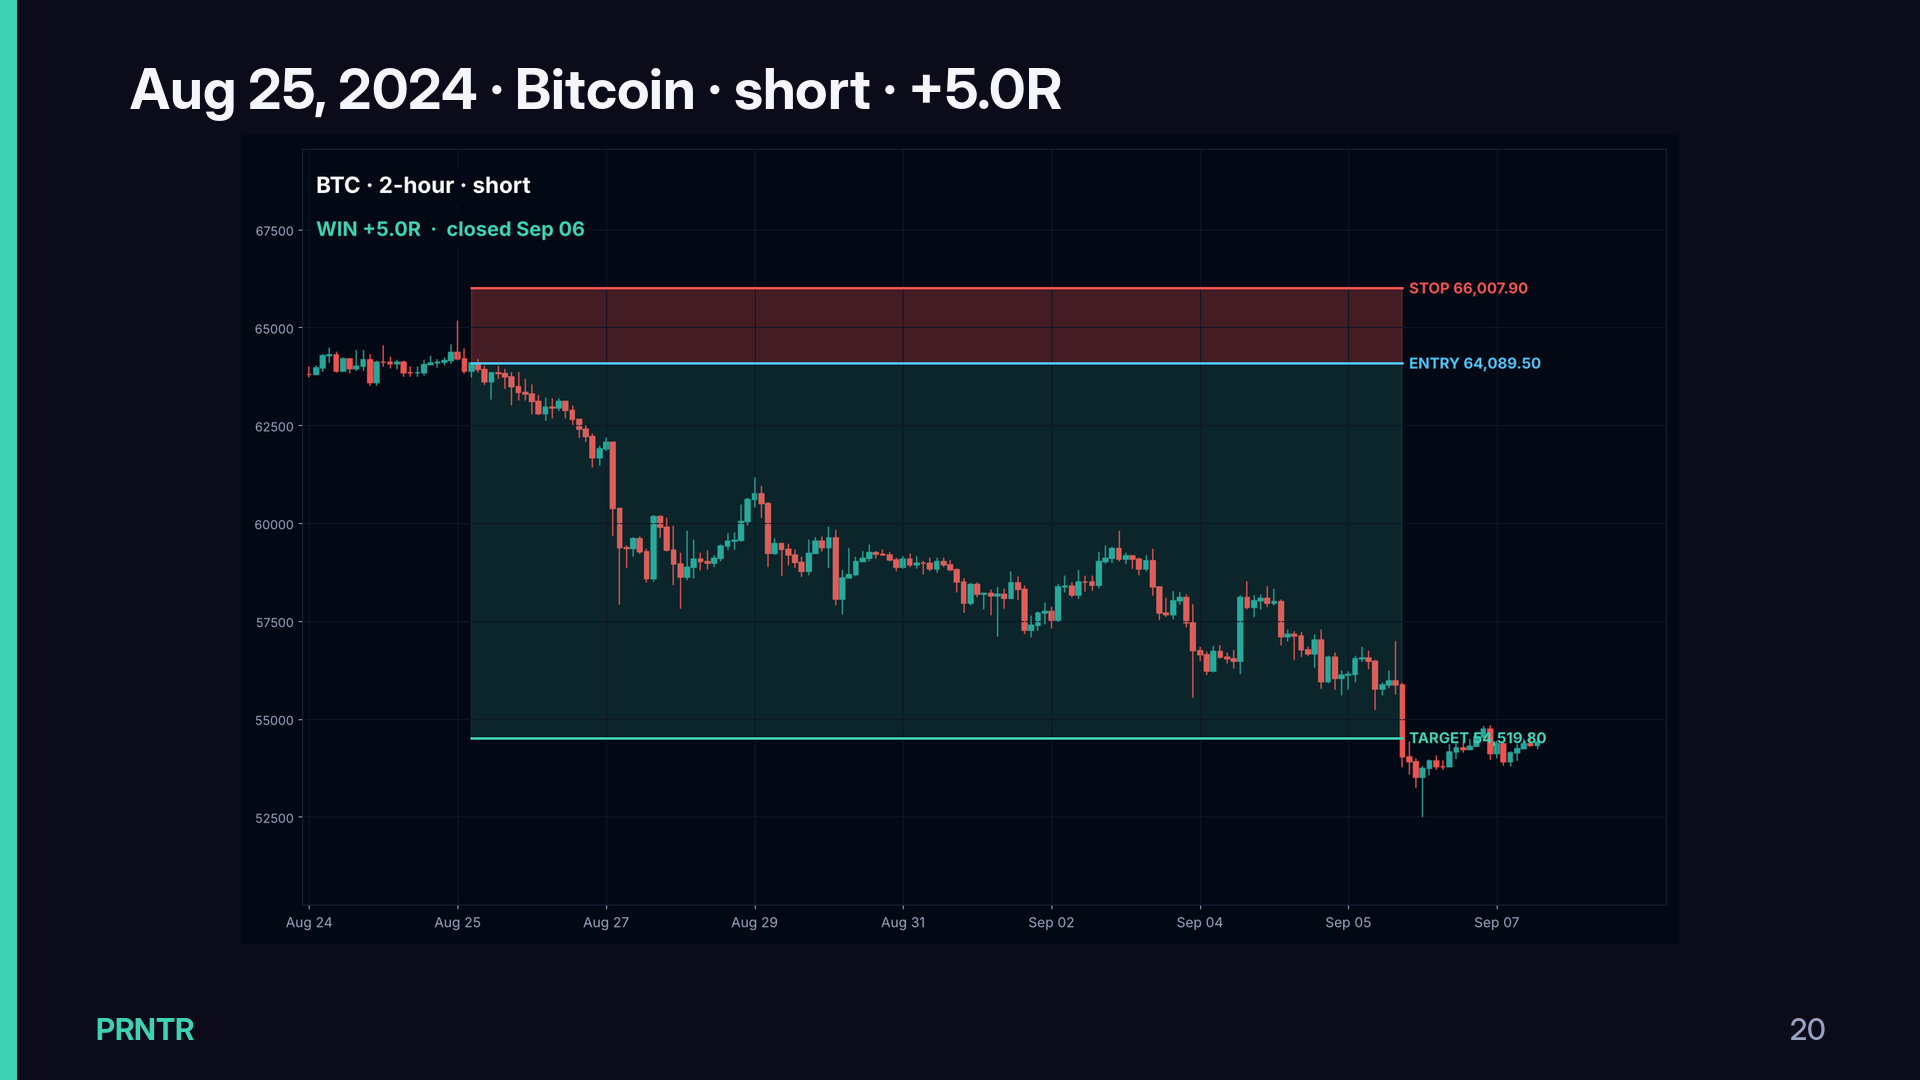 Aug 25, 2024 · Bitcoin · short · +5.0R
BTC · 2-hour · short
WIN +5.0R · closed Sep 06
67500
65000
62500
60000
57500
55000
52500
STOP 66,007.90
ENTRY 64,089.50
TARGET 54,519.80
Aug 24 Aug 25 Aug 27 Aug 29 Aug 31 Sep 02 Sep 04 Sep 05 Sep 07
PRNTR
20